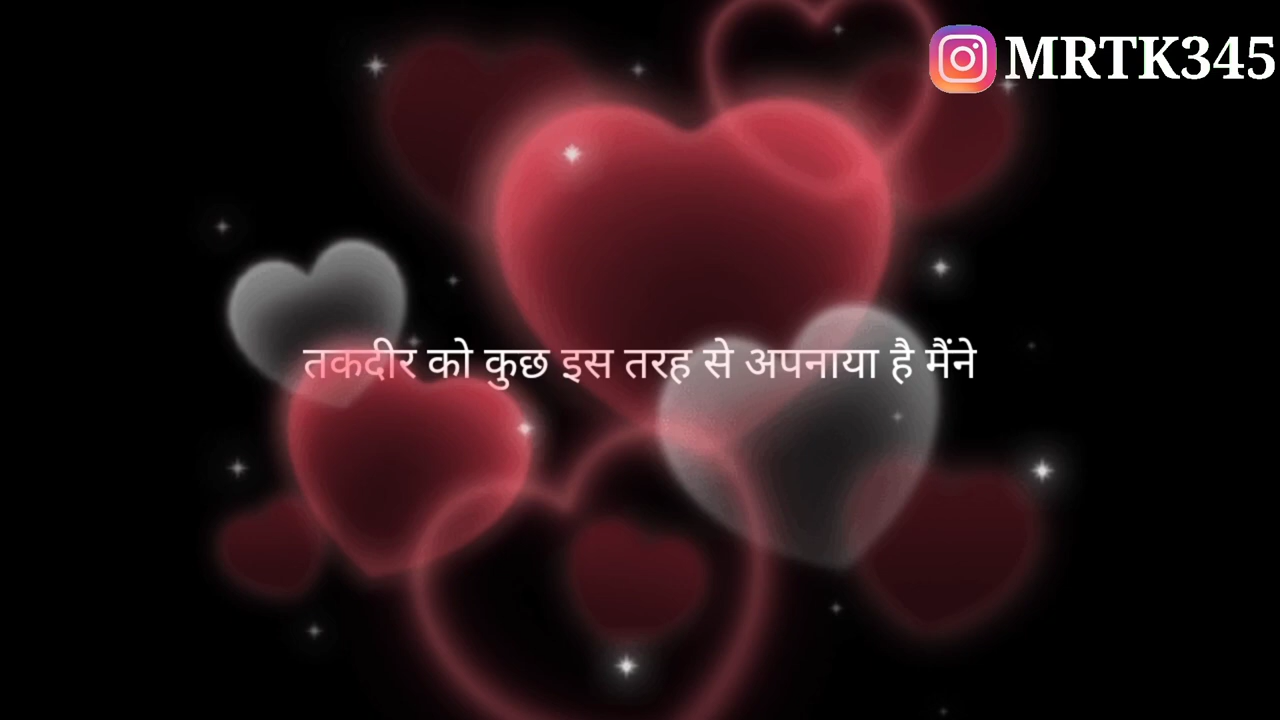 MRTK345
तकदीर को कुछ इस तरह से अपनाया है मैंने